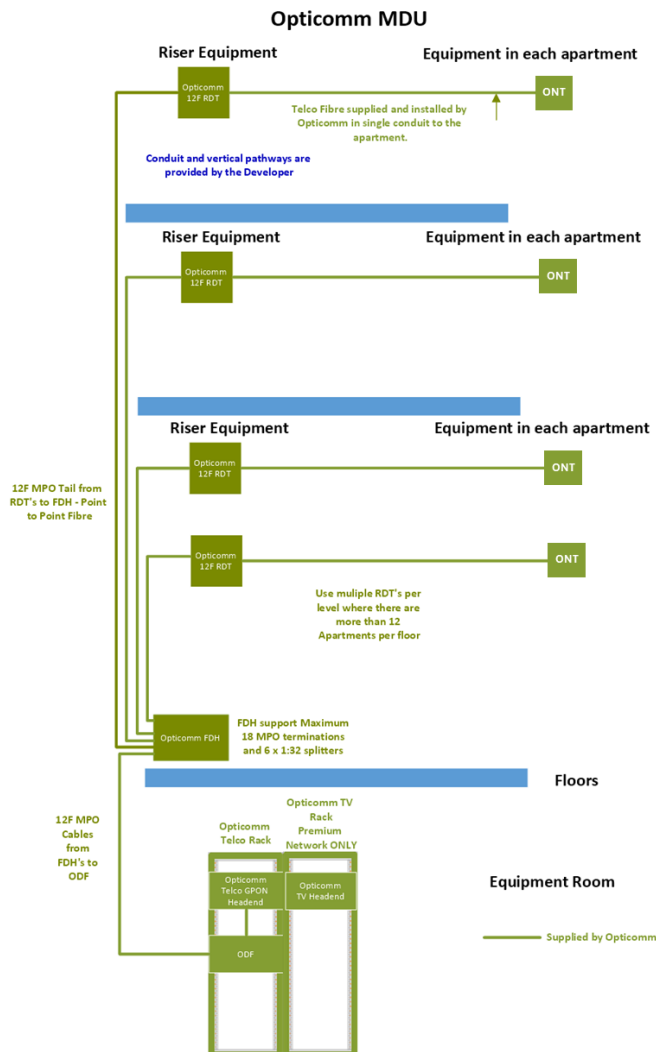 Opticomm MDU
Riser Equipment
Equipment in each apartment
Opticomm
12F RDT
ONT
Telco Fibre supplied and installed by
Opticomm in single conduit to the
apartment.
Conduit and vertical pathways are
provided by the Developer
Riser Equipment
Equipment in each apartment
Opticomm
12F RDT
ONT
Riser Equipment
Equipment in each apartment
Opticomm
12F RDT
ONT
12F MPO Tail from
RDT's to FDH - Point
to Point Fibre
Opticomm
12F RDT
ONT
Use muliple RDT's per
level where there are
more than 12
Apartments per floor
Opticomm FDH
FDH support Maximum
18 MPO terminations
and 6 x 1:32 splitters
Floors
12F MPO
Cables
from
FDH's to
ODF
Opticomm
Telco Rack
Opticomm TV
Rack
Premium
Network ONLY
Opticomm
Telco GPON
Headend
Opticomm
TV Headend
Equipment Room
ODF
Supplied by Opticomm